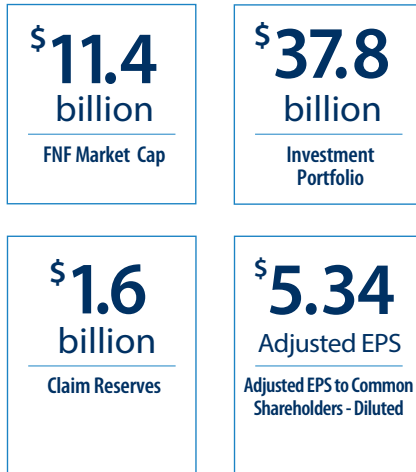 $11.4
billion
FNF Market Cap
$37.8
billion
Investment
Portfolio
$1.6
billion
Claim Reserves
$5.34
Adjusted EPS
Adjusted EPS to Common
Shareholders - Diluted